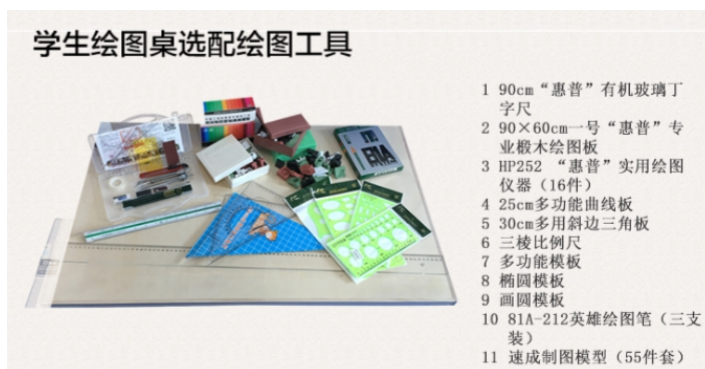 学生绘图桌选配绘图工具
1 90cm“惠普”有机玻璃丁
字尺
2 90×60cm一号“惠普”专
业椴木绘图板
3 HP252 “惠普”实用绘图
仪器（16件）
4 25cm多功能曲线板
5 30cm多用斜边三角板
6 三棱比例尺
7 多功能模板
8 椭圆模板
9 画圆模板
10 81A-212英雄绘图笔（三支
装）
11 速成制图模型（55件套）